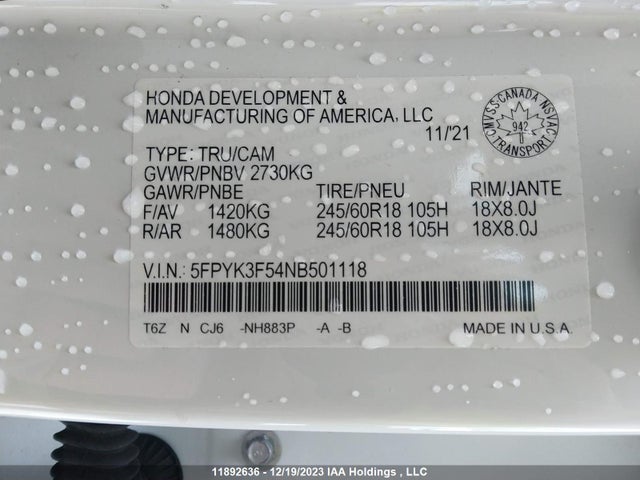 HONDA DEVELOPMENT &
MANUFACTURING OF AMERICA, LLC
11/'21
CMVSS·CANADA·NSVAC
942
TRANSPORT
TYPE: TRU/CAM
GVWR/PNBV 2730KG
GAWR/PNBE TIRE/PNEU RIM/JANTE
F/AV 1420KG 245/60R18 105H 18X8.0J
R/AR 1480KG 245/60R18 105H 18X8.0J
V.I.N.: 5FPYK3F54NB501118
T6Z N CJ6 -NH883P -A -B MADE IN U.S.A.
11892636 - 12/19/2023 IAA Holdings , LLC